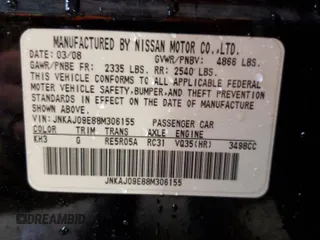 MANUFACTURED BY NISSAN MOTOR CO.,LTD.
DATE: 03/08 GVWR/PNBV: 4866 LBS.
GAWR/PNBE FR: 2335 LBS: RR: 2540 LBS:
THIS VEHICLE CONFORMS TO ALL APPLICABLE FEDERAL
MOTOR VEHICLE SAFETY,BUMPER,AND THEFT PREVENTION
STANDARDS IN EFFECT ON THE DATE OF MANUFACTURE
SHOWN ABOVE.
VEHICLE: JNKAJ09E88M306155 PASSENGER CAR
COLOR TRIM TRANS AXLE ENGINE
KH3 G RE5R05A RC31 VQ35(HR) 3498CC
JNKAJ09E88M306155
© AUTOBIDMASTER